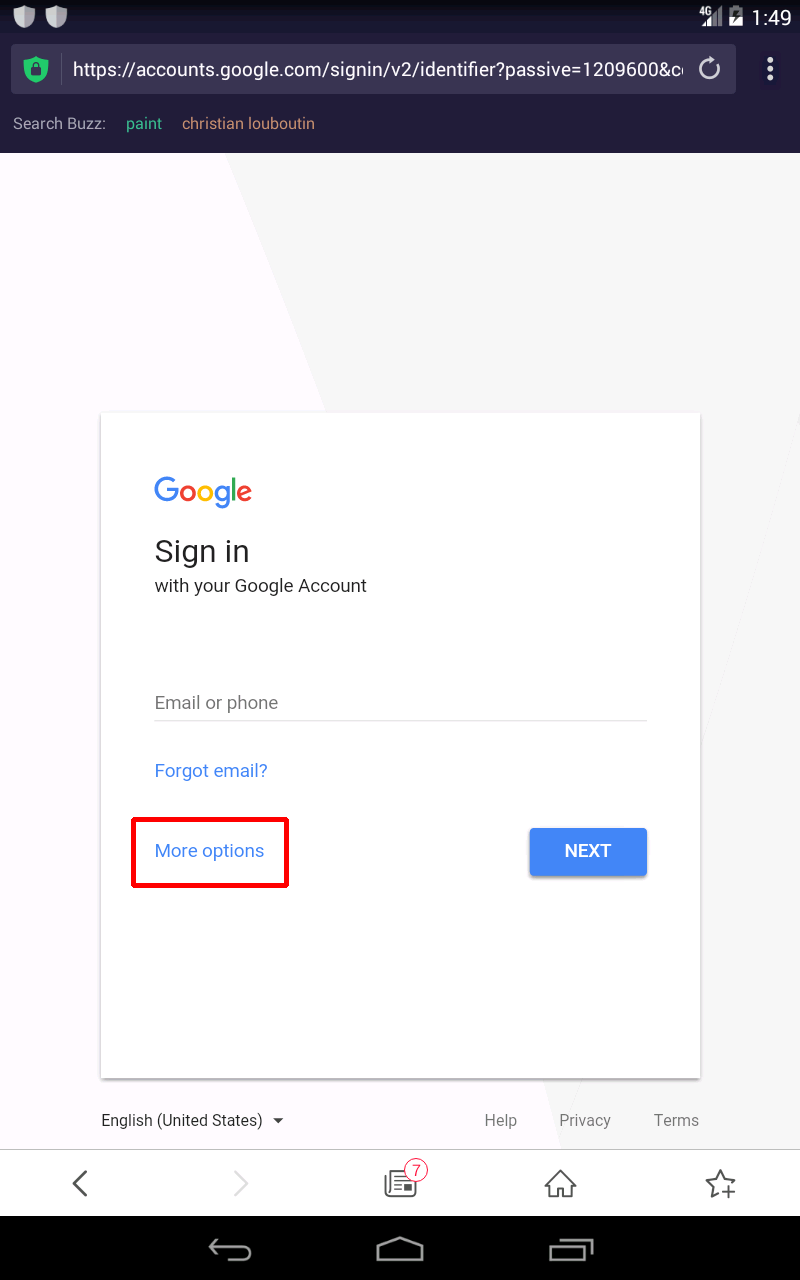 4G 1:49
https://accounts.google.com/signin/v2/identifier?passive=1209600&c
Search Buzz: paint christian louboutin
Google
Sign in
with your Google Account
Email or phone
Forgot email?
More options NEXT
English (United States) Help Privacy Terms
7